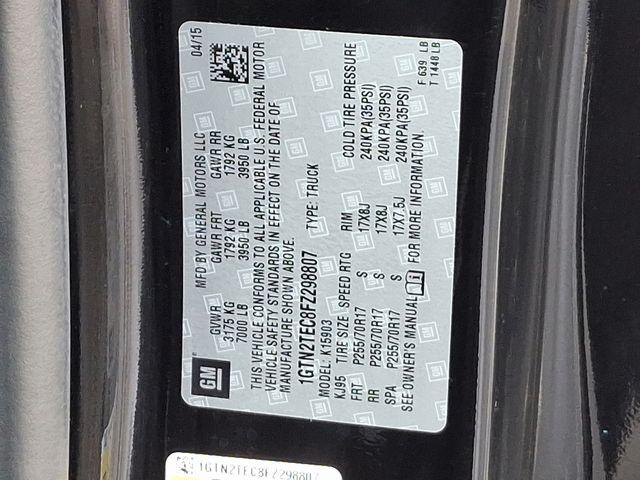 GM
MFD BY GENERAL MOTORS LLC 04/15
GVWR GAWR FRT GAWR RR
3175 KG 1792 KG 1792 KG
7000 LB 3950 LB 3950 LB
THIS VEHICLE CONFORMS TO ALL APPLICABLE U.S. FEDERAL MOTOR
VEHICLE SAFETY STANDARDS IN EFFECT ON THE DATE OF
MANUFACTURE SHOWN ABOVE.
1GTN2TEC8FZ298807 TYPE: TRUCK
MODEL: K15903
KJ95 TIRE SIZE SPEED RTG RIM COLD TIRE PRESSURE
FRT P255/70R17 S 17X8J 240KPA(35PSI)
RR P255/70R17 S 17X8J 240KPA(35PSI)
SPA P255/70R17 S 17X7.5J 240KPA(35PSI)
SEE OWNER'S MANUAL i FOR MORE INFORMATION.
F 639 LB
T 1448 LB
1GTN2TEC8FZ298807